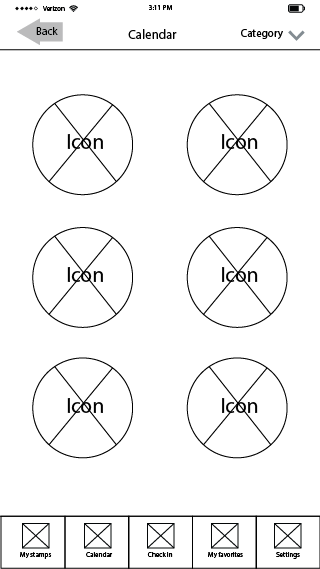 Verizon 3:11 PM
Back Calendar Category
Icon Icon
Icon Icon
Icon Icon
My stamps Calendar Check In My favorites Settings